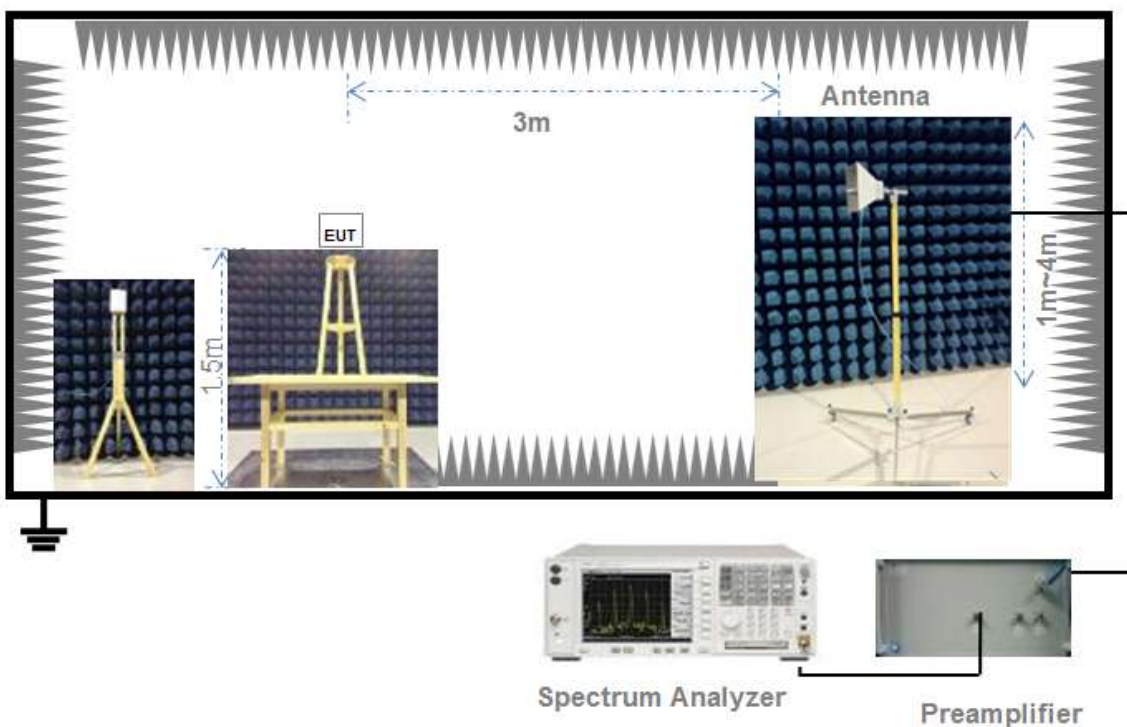 Antenna
3m
EUT
1.5m
1m~4m
Spectrum Analyzer
Preamplifier